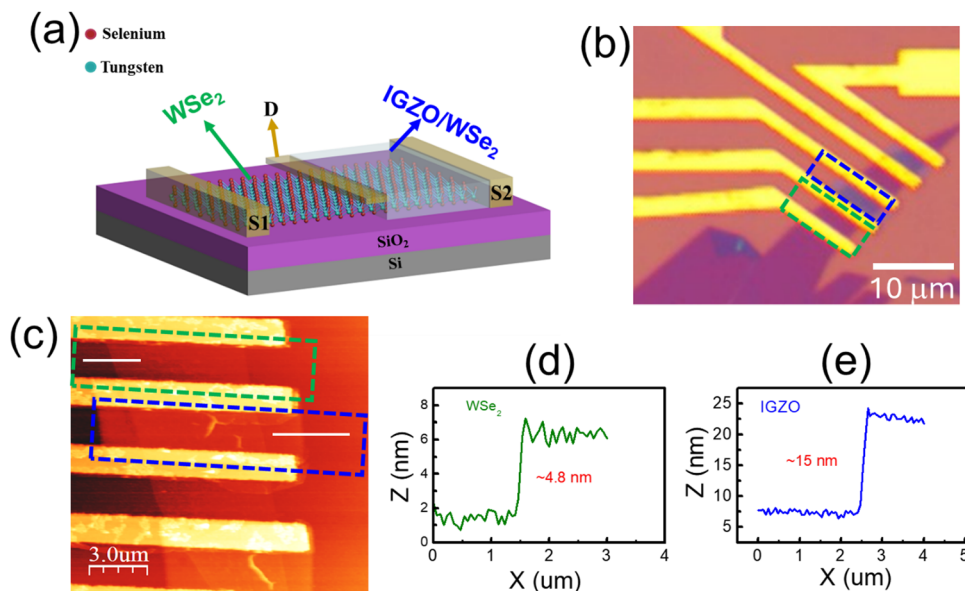 (a)
Selenium
Tungsten
WSe₂
D
IGZO/WSe₂
S1
S2
SiO₂
Si
(b)
10 μm
(c)
3.0um
(d)
WSe₂
~4.8 nm
Z (nm)
8
6
4
2
0
0 1 2 3 4
X (um)
(e)
IGZO
~15 nm
Z (nm)
25
20
15
10
5
0 1 2 3 4 5
X (um)